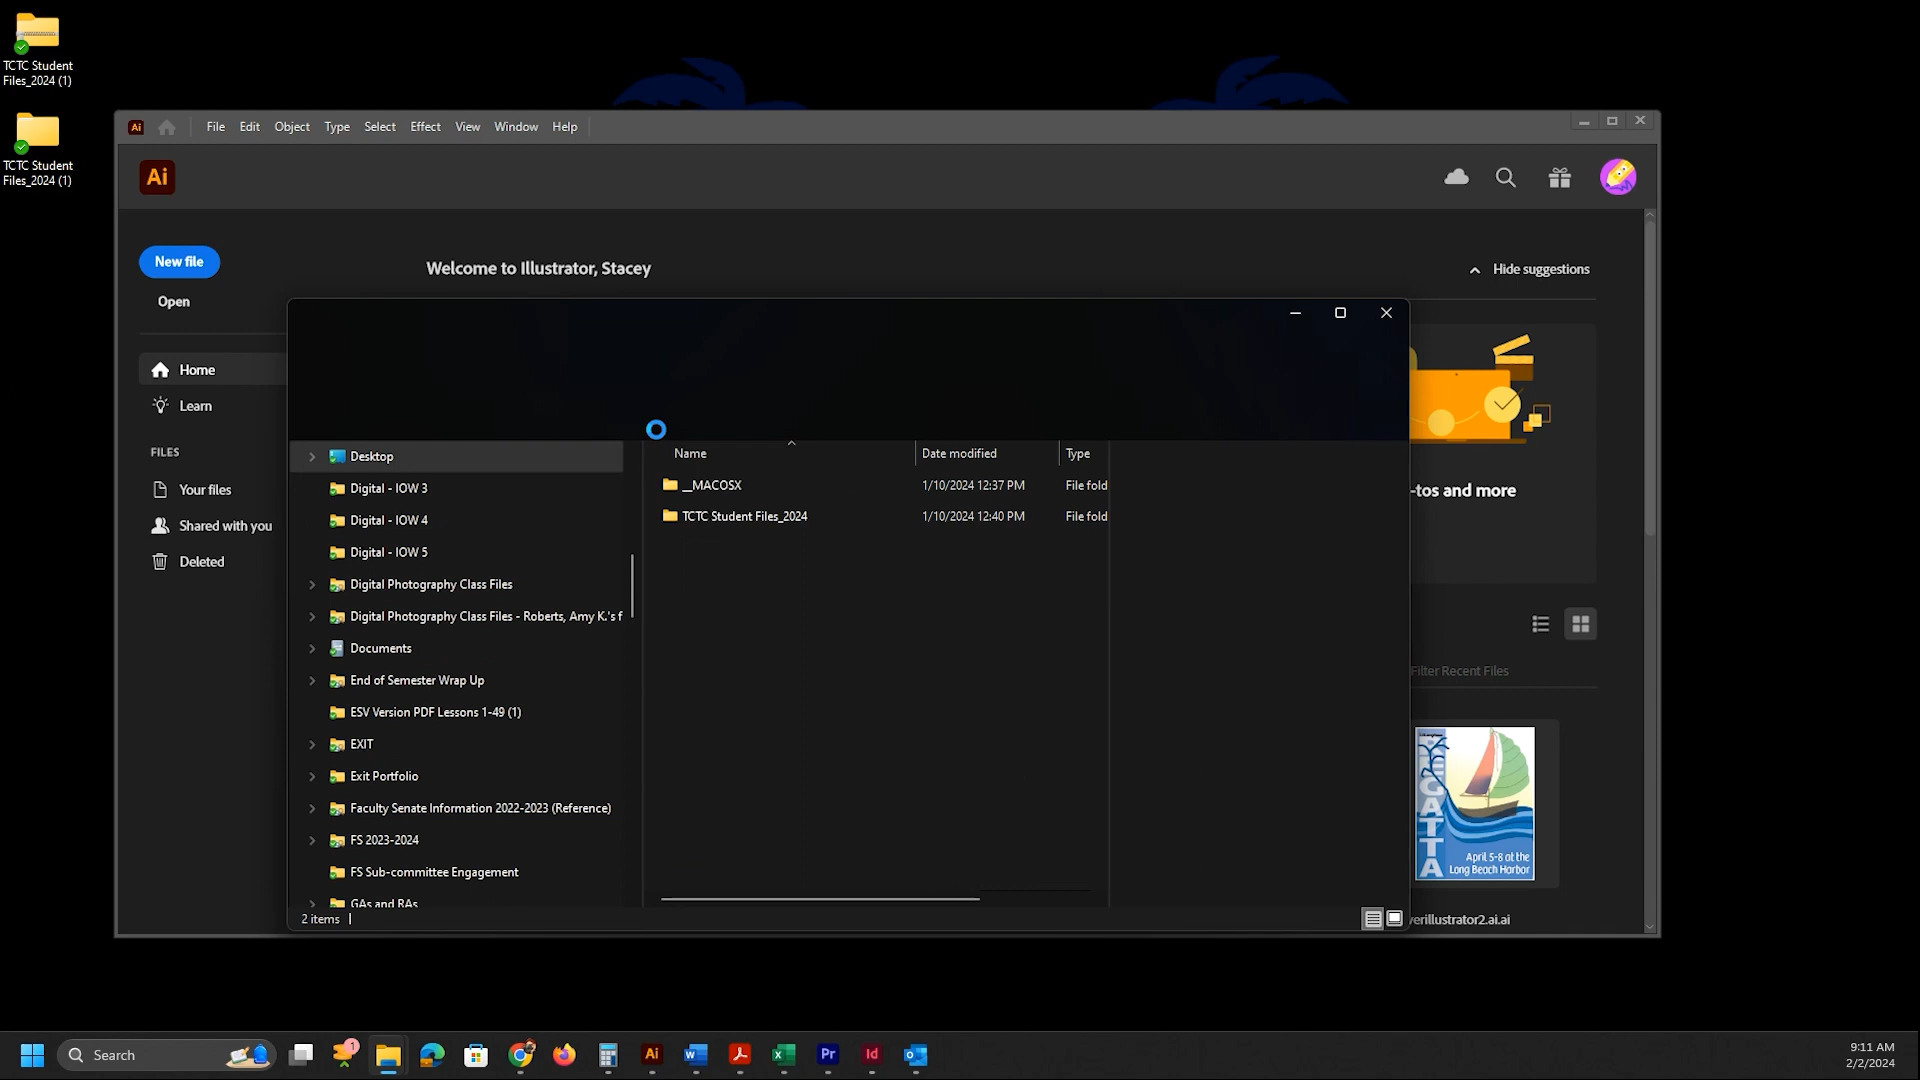 TCTC Student
Files_2024 (1)
TCTC Student
Files_2024 (1)
Ai
File
Edit
Object
Type
Select
Effect
View
Window
Help
Ai
New file
Open
Welcome to Illustrator, Stacey
Hide suggestions
Home
Learn
FILES
Your files
Shared with you
Deleted
Desktop
Digital - IOW 3
Digital - IOW 4
Digital - IOW 5
Digital Photography Class Files
Digital Photography Class Files - Roberts, Amy K.'s f
Documents
End of Semester Wrap Up
ESV Version PDF Lessons 1-49 (1)
EXIT
Exit Portfolio
Faculty Senate Information 2022-2023 (Reference)
FS 2023-2024
FS Sub-committee Engagement
GAs and RAs
2 items
Name
Date modified
Type
__MACOSX
1/10/2024 12:37 PM
File fold
TCTC Student Files_2024
1/10/2024 12:40 PM
File fold
-tos and more
Filter Recent Files
REGATTA
April 5-8 at the
Long Beach Harbor
verillustrator2.ai.ai
Search
1
Ai
W
X
Pr
Id
9:11 AM
2/2/2024